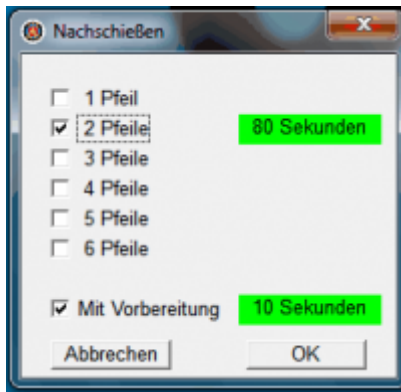 Nachschießen
1 Pfeil
2 Pfeile 80 Sekunden
3 Pfeile
4 Pfeile
5 Pfeile
6 Pfeile
Mit Vorbereitung 10 Sekunden
Abbrechen OK